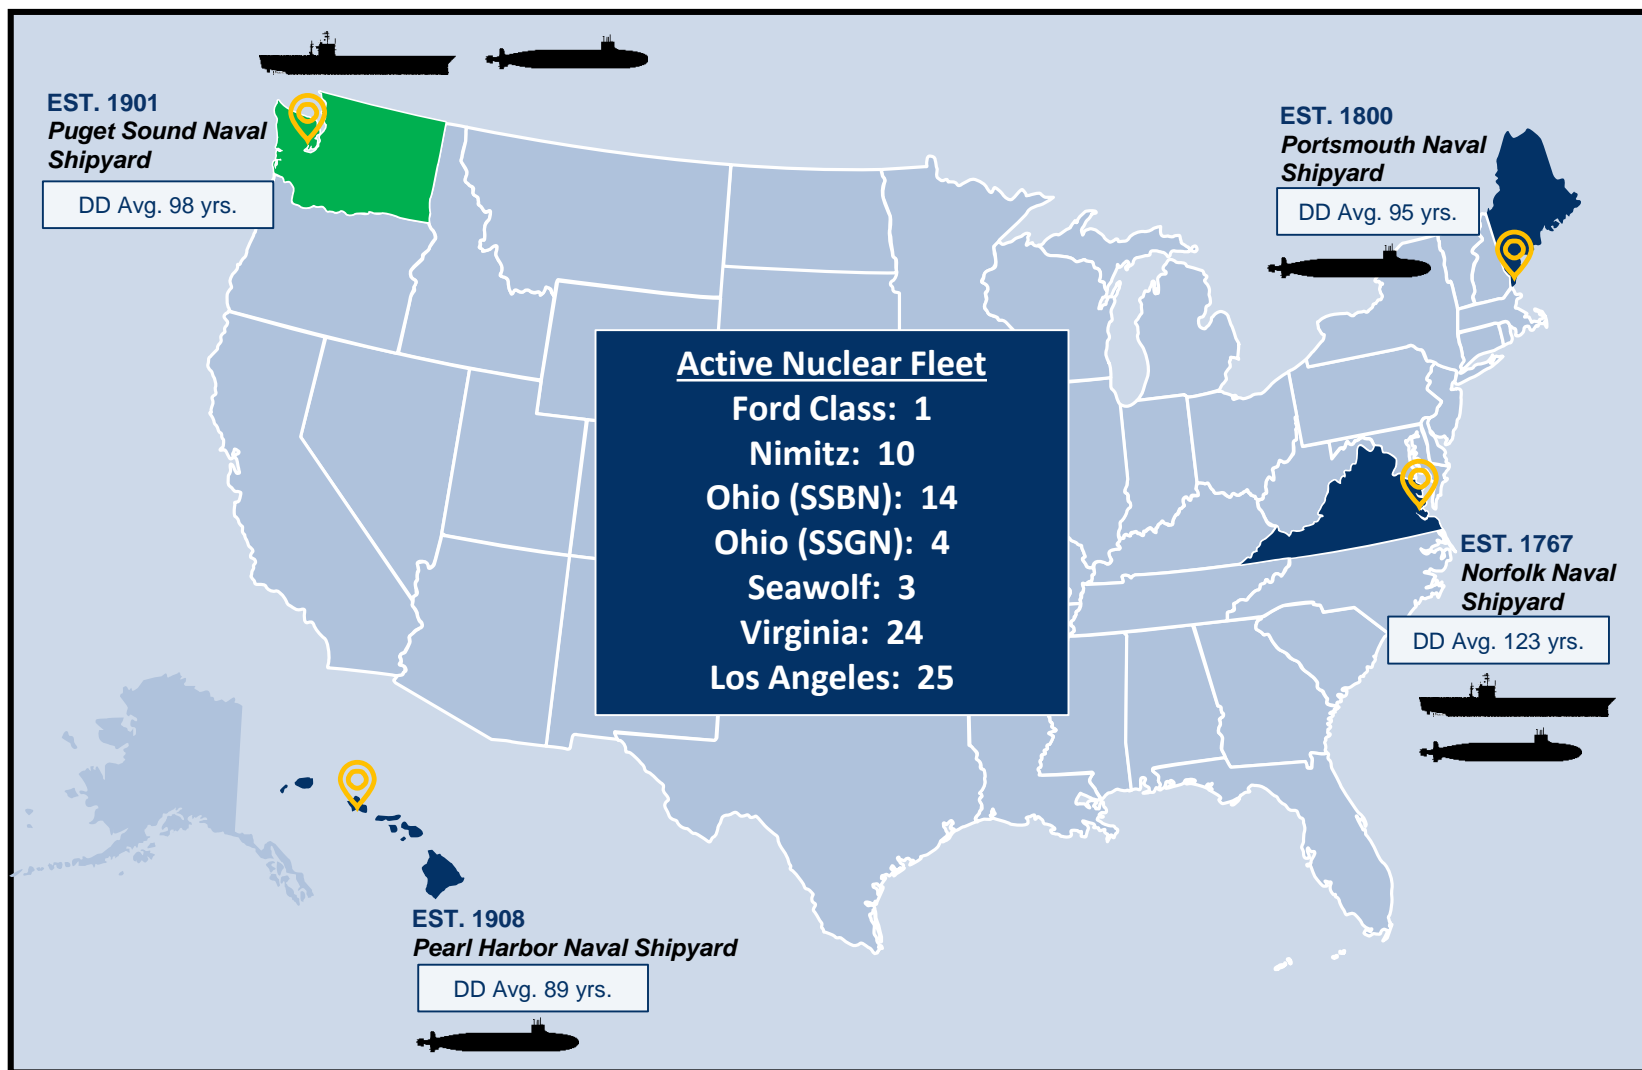 EST. 1901
Puget Sound Naval
Shipyard
DD Avg. 98 yrs.
EST. 1800
Portsmouth Naval
Shipyard
DD Avg. 95 yrs.
Active Nuclear Fleet
Ford Class: 1
Nimitz: 10
Ohio (SSBN): 14
Ohio (SSGN): 4
Seawolf: 3
Virginia: 24
Los Angeles: 25
EST. 1767
Norfolk Naval
Shipyard
DD Avg. 123 yrs.
EST. 1908
Pearl Harbor Naval Shipyard
DD Avg. 89 yrs.